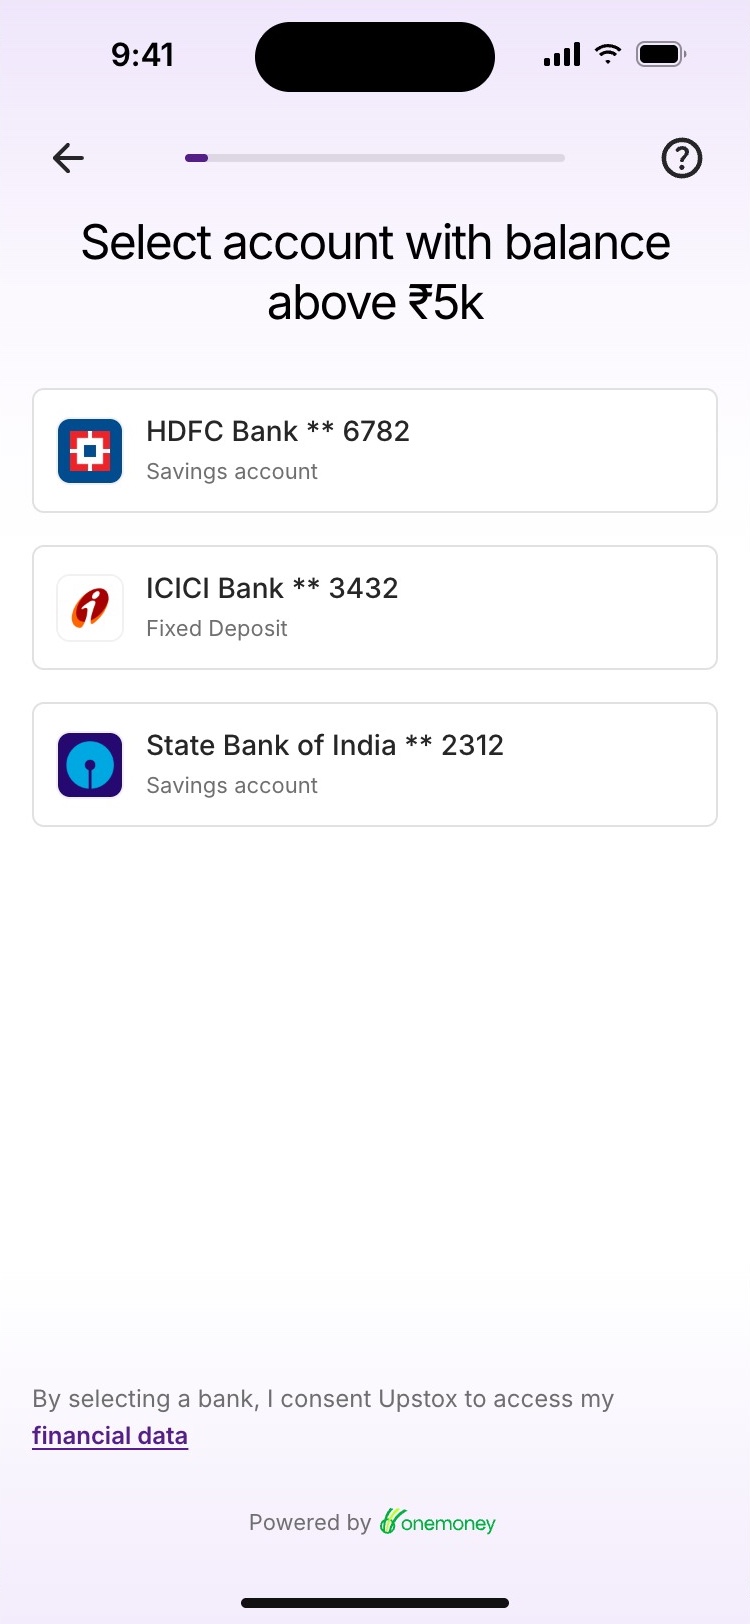 9:41
Select account with balance
above ₹5k
HDFC Bank ** 6782
Savings account
ICICI Bank ** 3432
Fixed Deposit
State Bank of India ** 2312
Savings account
By selecting a bank, I consent Upstox to access my
financial data
Powered by onemoney